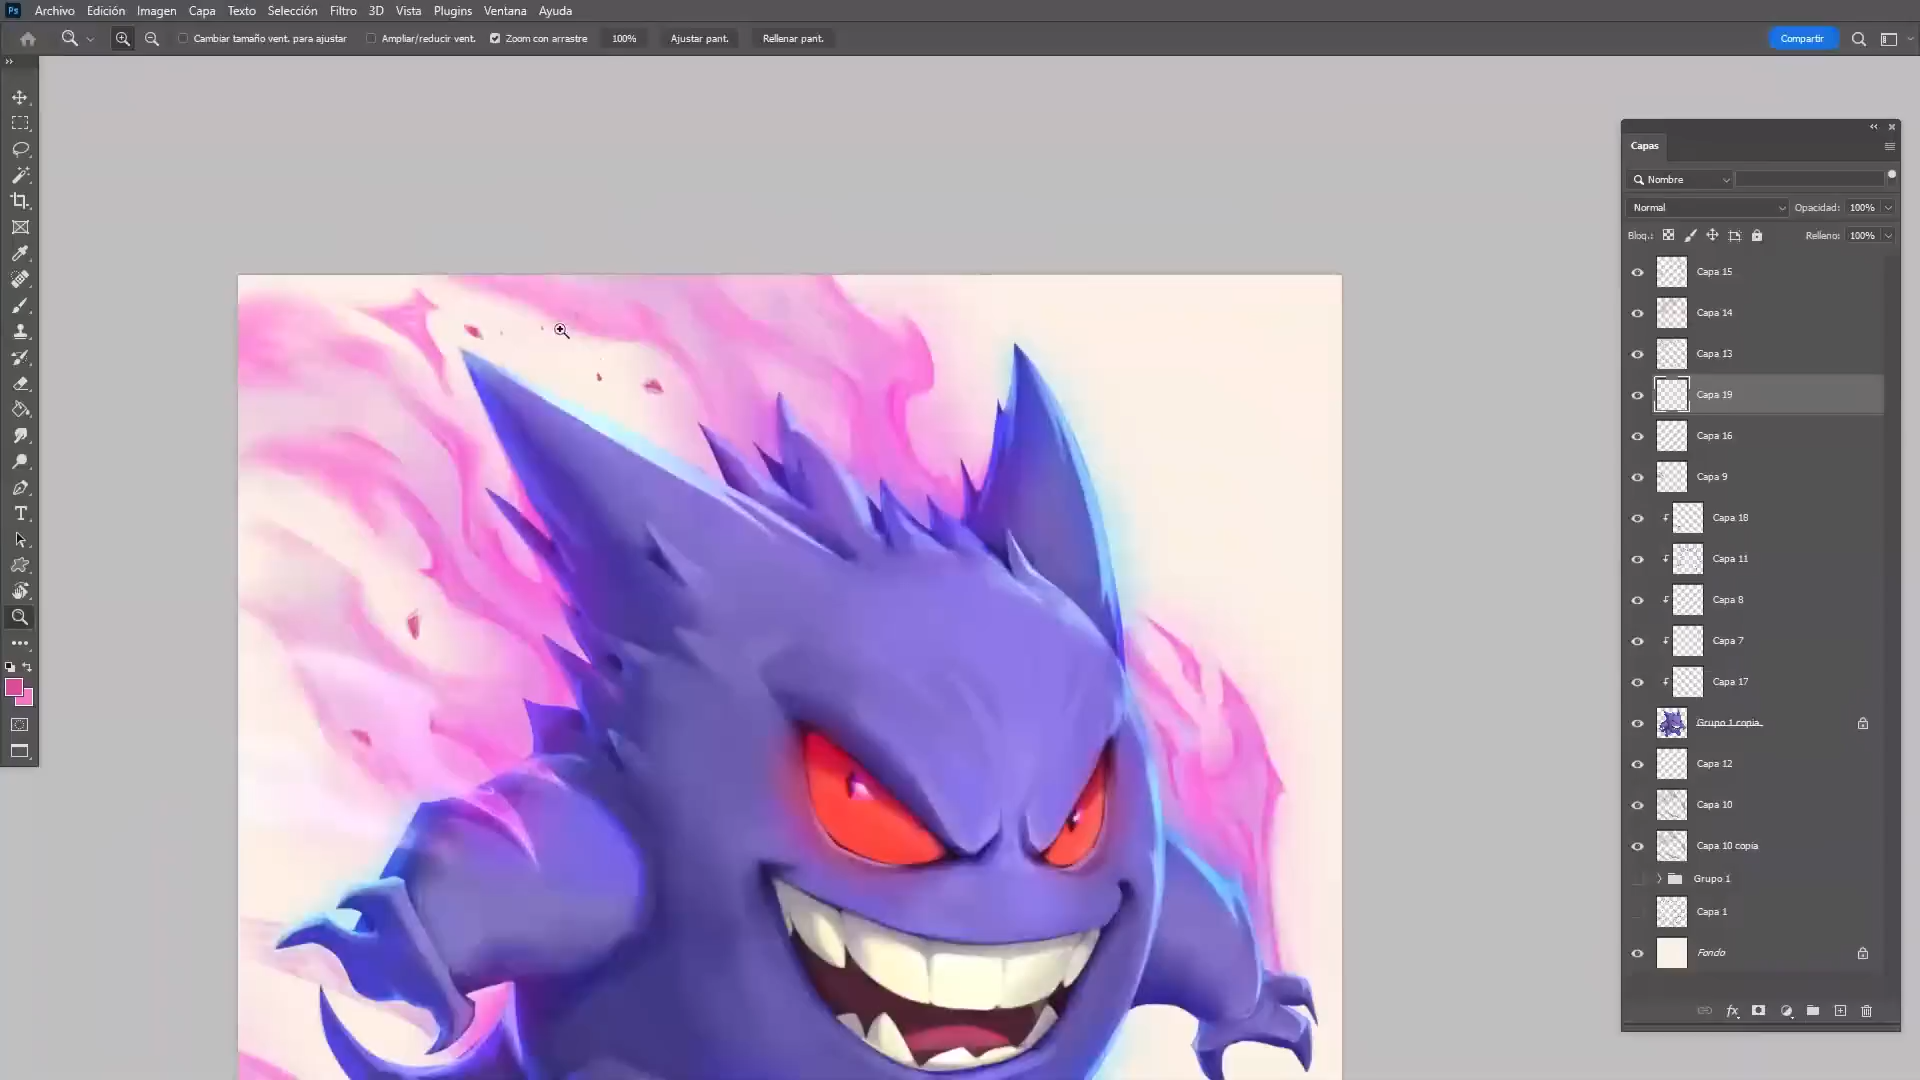 Ps Archivo Edición Imagen Capa Texto Selección Filtro 3D Vista Plugins Ventana Ayuda
Cambiar tamaño vent. para ajustar Ampliar/reducir vent. Zoom con arrastre 100% Ajustar pant. Rellenar pant. Compartir
Capas
Nombre
Normal Opacidad: 100%
Bloq.: Relleno: 100%
Capa 15
Capa 14
Capa 13
Capa 19
Capa 16
Capa 9
Capa 18
Capa 11
Capa 8
Capa 7
Capa 17
Grupo 1 copia
Capa 12
Capa 10
Capa 10 copia
Grupo 1
Capa 1
Fondo
fx